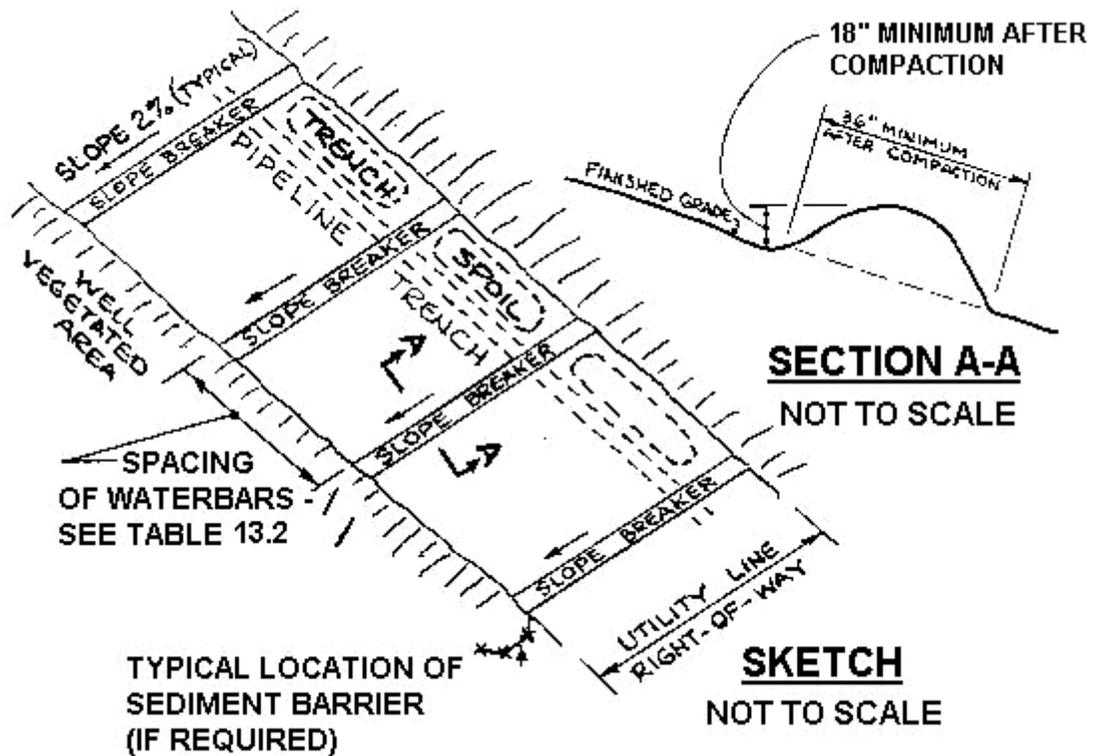 18" MINIMUM AFTER
COMPACTION
36" MINIMUM
AFTER COMPACTION
FINISHED GRADE
SECTION A-A
NOT TO SCALE
SLOPE 2% (TYPICAL)
SLOPE BREAKER
TRENCH
PIPELINE
SLOPE BREAKER
SPOIL
TRENCH
A
SLOPE BREAKER
A
SLOPE BREAKER
WELL
VEGETATED
AREA
SPACING
OF WATERBARS -
SEE TABLE 13.2
UTILITY LINE
RIGHT-OF-WAY
TYPICAL LOCATION OF
SEDIMENT BARRIER
(IF REQUIRED)
SKETCH
NOT TO SCALE